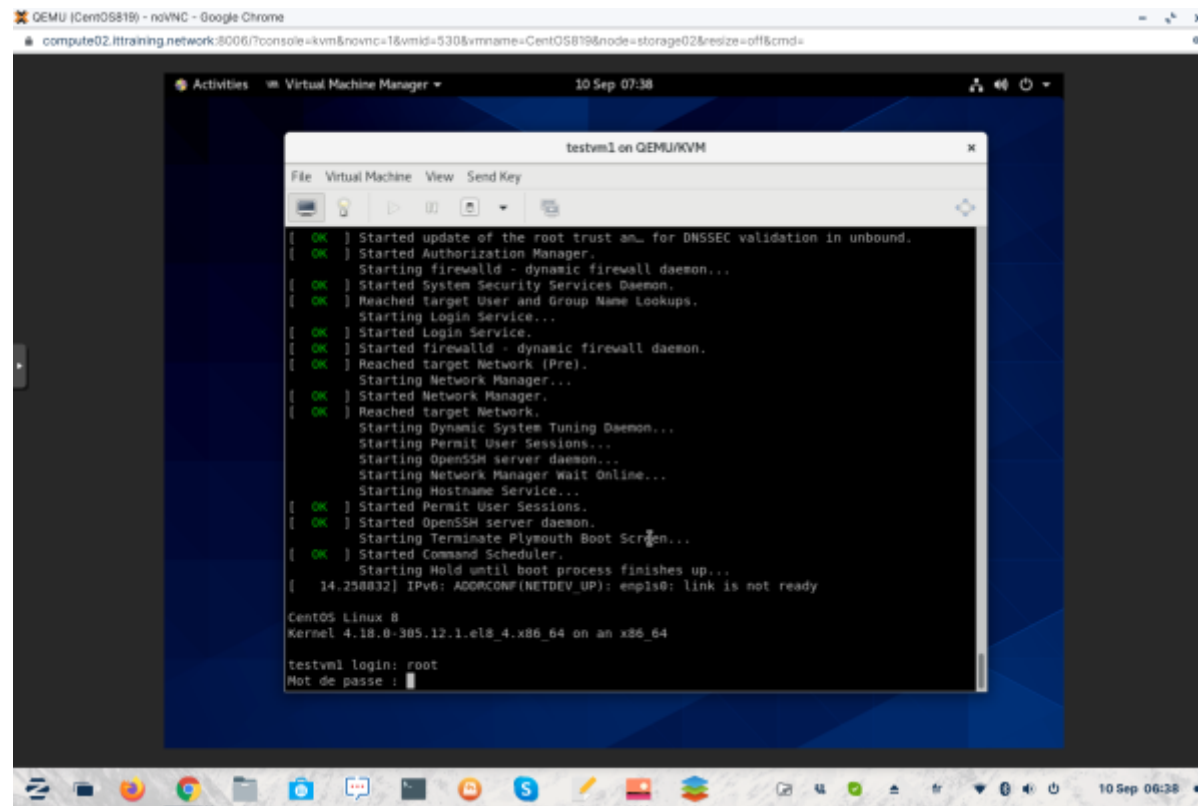 QEMU (CentOS819) - noVNC - Google Chrome
compute02.ittraining.network:8006/?console=kvm&novnc=1&vmid=530&vmname=CentOS819&node=storage02&resize=off&cmd=
Activities Virtual Machine Manager 10 Sep 07:38
testvm1 on QEMU/KVM
File Virtual Machine View Send Key
[ OK ] Started update of the root trust an… for DNSSEC validation in unbound.
[ OK ] Started Authorization Manager.
Starting firewalld - dynamic firewall daemon...
[ OK ] Started System Security Services Daemon.
[ OK ] Reached target User and Group Name Lookups.
Starting Login Service...
[ OK ] Started Login Service.
[ OK ] Started firewalld - dynamic firewall daemon.
[ OK ] Reached target Network (Pre).
Starting Network Manager...
[ OK ] Started Network Manager.
[ OK ] Reached target Network.
Starting Dynamic System Tuning Daemon...
Starting Permit User Sessions...
Starting OpenSSH server daemon...
Starting Network Manager Wait Online...
Starting Hostname Service...
[ OK ] Started Permit User Sessions.
[ OK ] Started OpenSSH server daemon.
Starting Terminate Plymouth Boot Screen...
[ OK ] Started Command Scheduler.
Starting Hold until boot process finishes up...
[ 14.258832] IPv6: ADDRCONF(NETDEV_UP): enp1s0: link is not ready
CentOS Linux 8
Kernel 4.18.0-305.12.1.el8_4.x86_64 on an x86_64
testvm1 login: root
Mot de passe :
fr 10 Sep 06:38